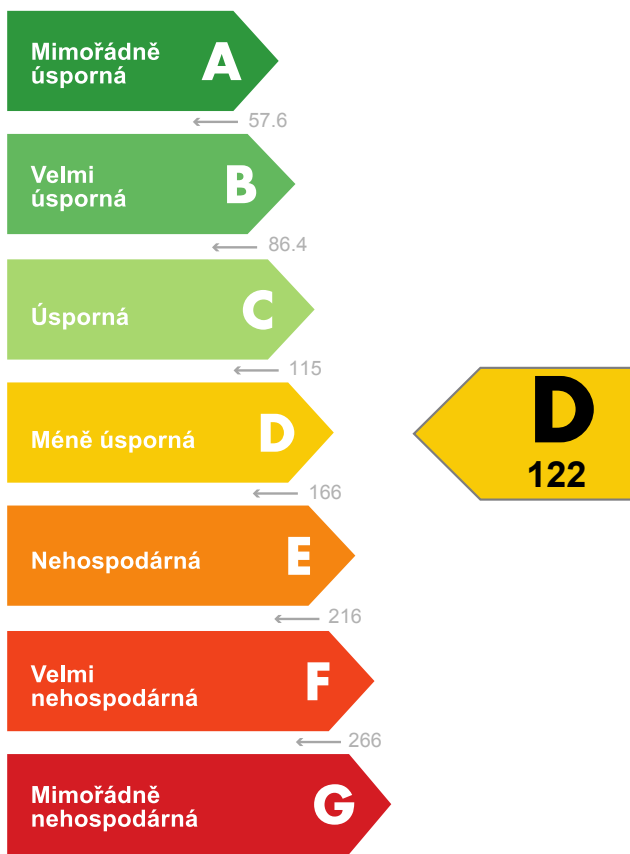 Mimořádně
úsporná
A
57.6
Velmi
úsporná
B
86.4
Úsporná
C
115
Méně úsporná
D
D
122
166
Nehospodárná
E
216
Velmi
nehospodárná
F
266
Mimořádně
nehospodárná
G